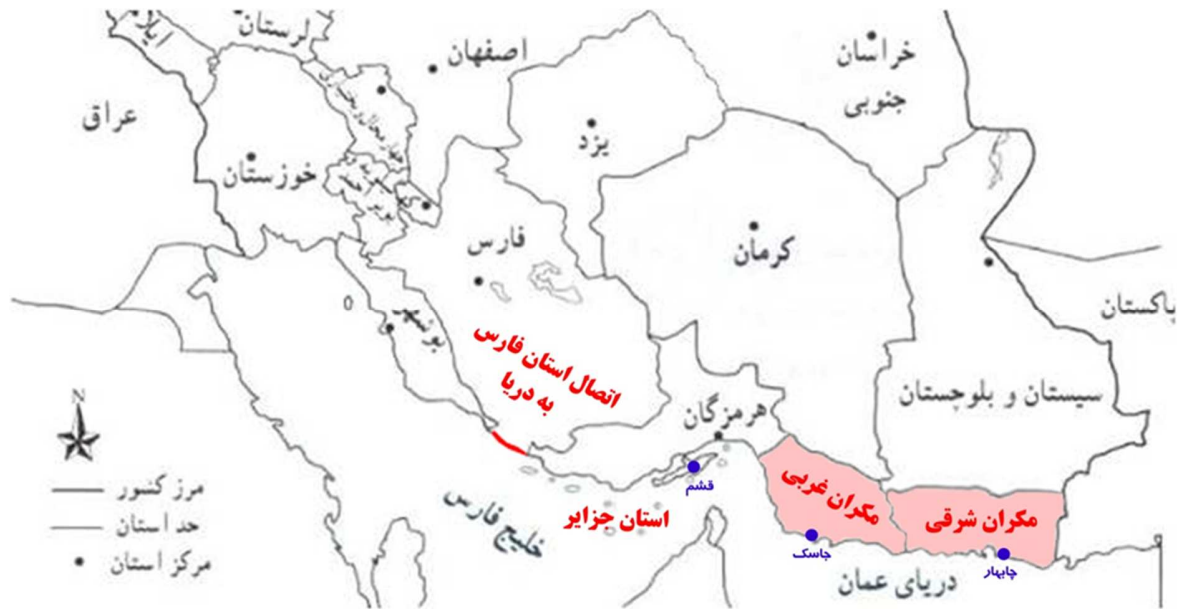 ایلام
لرستان
اصفهان
خراسان
جنوبی
عراق
یزد
خوزستان
فارس
کرمان
بوشهر
پاکستان
اتصال استان فارس
به دریا
سیستان و بلوچستان
هرمزگان
N
مرز کشور
حد استان
مرکز استان
قشم
خلیج فارس
استان جزایر
مکران غربی
مکران شرقی
جاسک
چابهار
دریای عمان